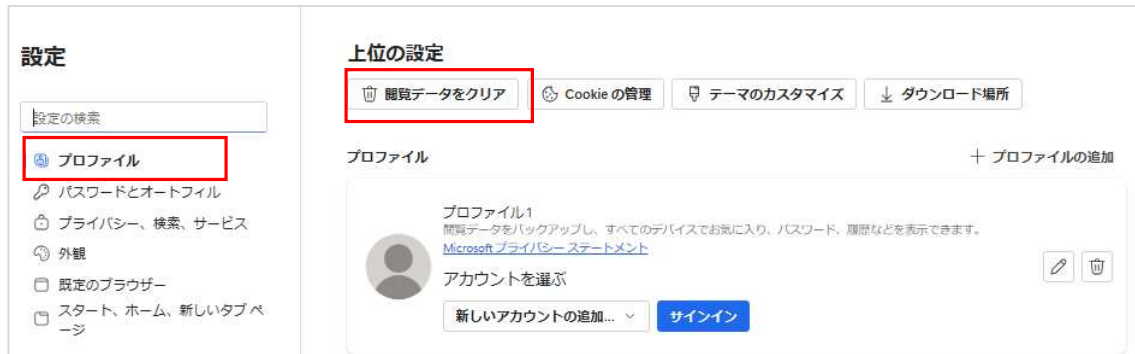 設定
設定の検索
プロファイル
パスワードとオートフィル
プライバシー、検索、サービス
外観
既定のブラウザー
スタート、ホーム、新しいタブ ペ
ージ
上位の設定
閲覧データをクリア
Cookie の管理
テーマのカスタマイズ
ダウンロード場所
プロファイル
プロファイルの追加
プロファイル1
閲覧データをバックアップし、すべてのデバイスでお気に入り、パスワード、履歴などを表示できます。
Microsoft プライバシー ステートメント
アカウントを選ぶ
新しいアカウントの追加...
サインイン